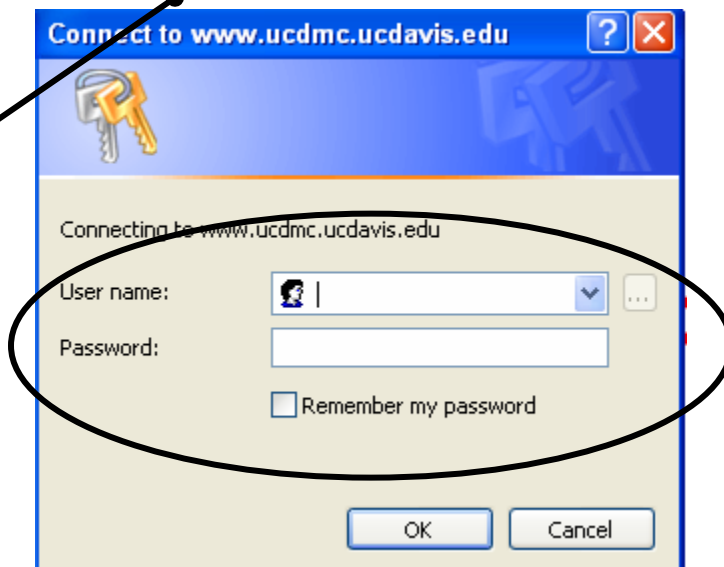 Connect to www.ucdmc.ucdavis.edu
Connecting to www.ucdmc.ucdavis.edu
User name:
...
Password:
Remember my password
OK Cancel